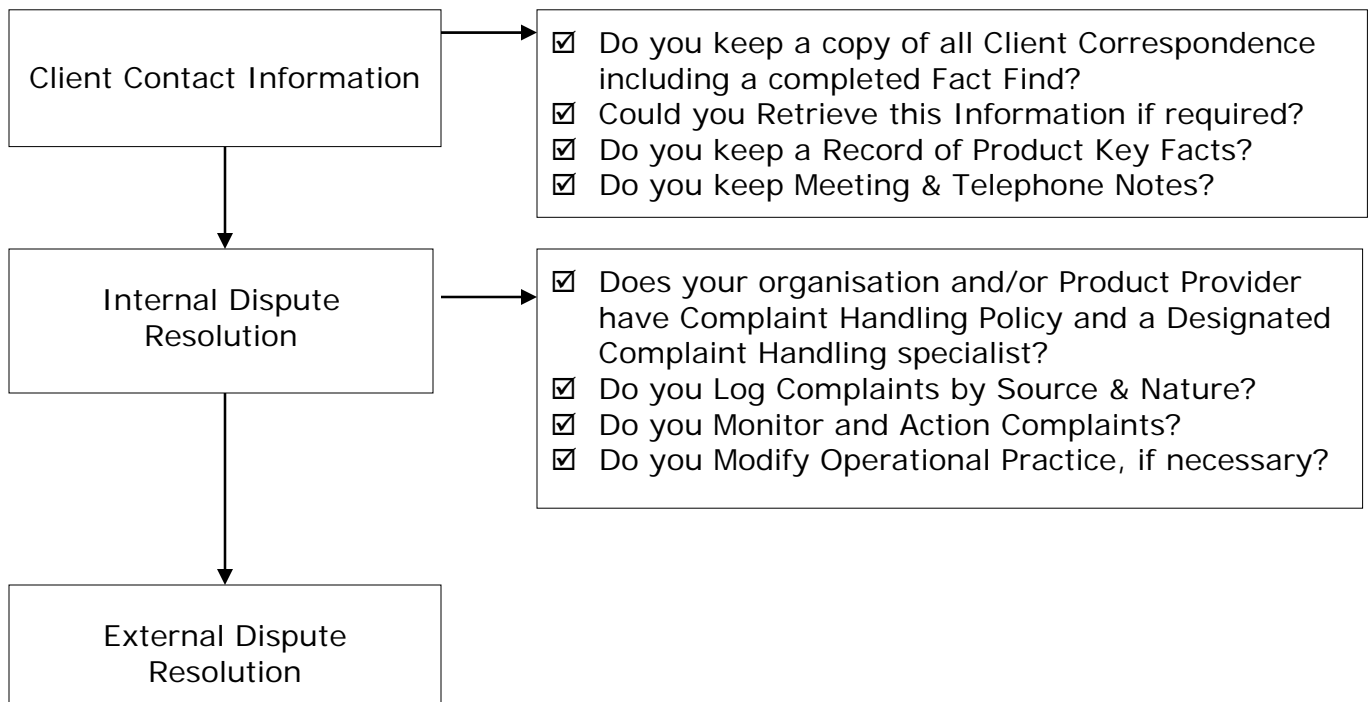 Client Contact Information
☑ Do you keep a copy of all Client Correspondence
including a completed Fact Find?
☑ Could you Retrieve this Information if required?
☑ Do you keep a Record of Product Key Facts?
☑ Do you keep Meeting & Telephone Notes?
Internal Dispute
Resolution
☑ Does your organisation and/or Product Provider
have Complaint Handling Policy and a Designated
Complaint Handling specialist?
☑ Do you Log Complaints by Source & Nature?
☑ Do you Monitor and Action Complaints?
☑ Do you Modify Operational Practice, if necessary?
External Dispute
Resolution